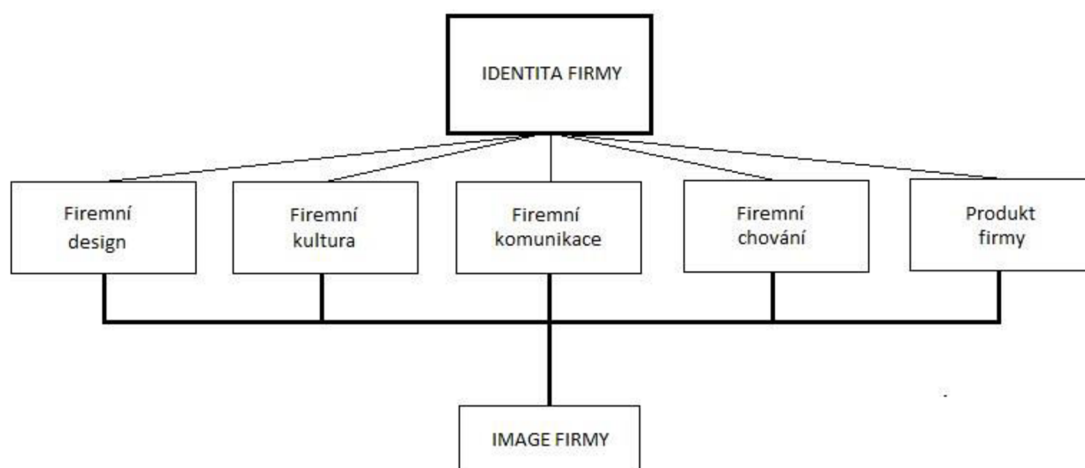 IDENTITA FIRMY
Firemní
design
Firemní
kultura
Firemní
komunikace
Firemní
chování
Produkt
firmy
IMAGE FIRMY